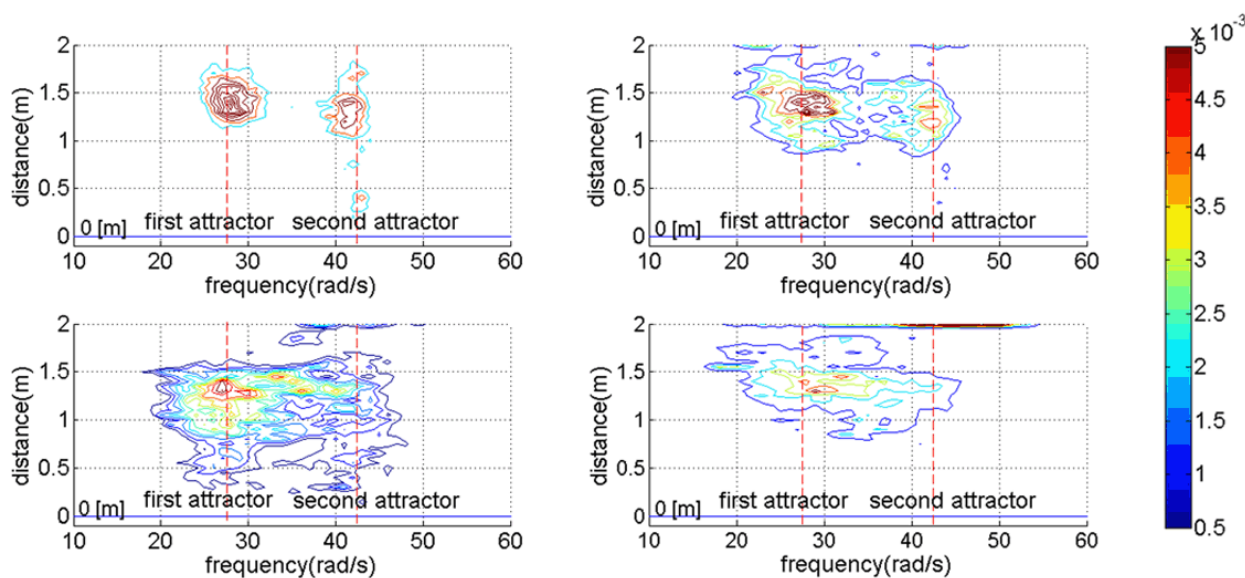 x 10⁻³
2
1.5
1
0.5
0
distance(m)
0 [m] first attractor second attractor
10 20 30 40 50 60
frequency(rad/s)
2
1.5
1
0.5
0
distance(m)
0 [m] first attractor second attractor
10 20 30 40 50 60
frequency(rad/s)
2
1.5
1
0.5
0
distance(m)
0 [m] first attractor second attractor
10 20 30 40 50 60
frequency(rad/s)
2
1.5
1
0.5
0
distance(m)
0 [m] first attractor second attractor
10 20 30 40 50 60
frequency(rad/s)
5
4.5
4
3.5
3
2.5
2
1.5
1
0.5